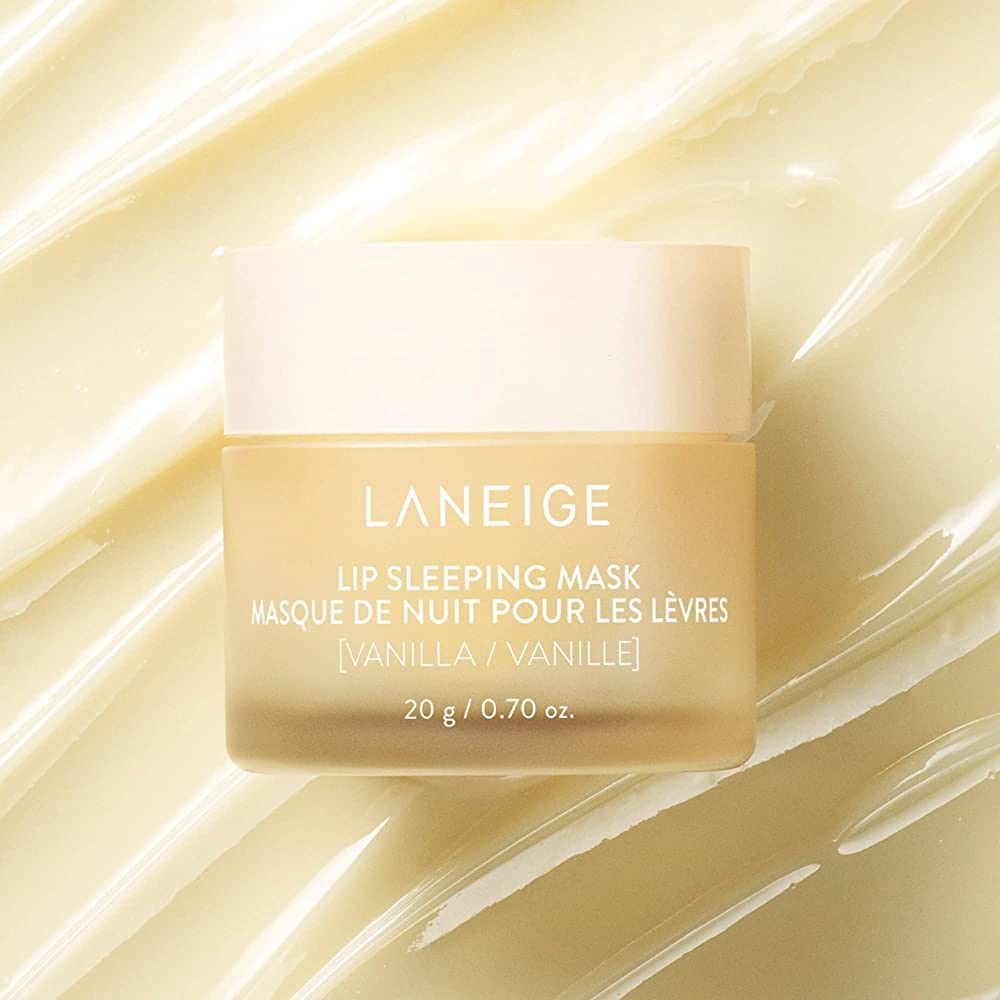 LANEIGE
LIP SLEEPING MASK
MASQUE DE NUIT POUR LES LÈVRES
[VANILLA / VANILLE]
20 g / 0.70 oz.